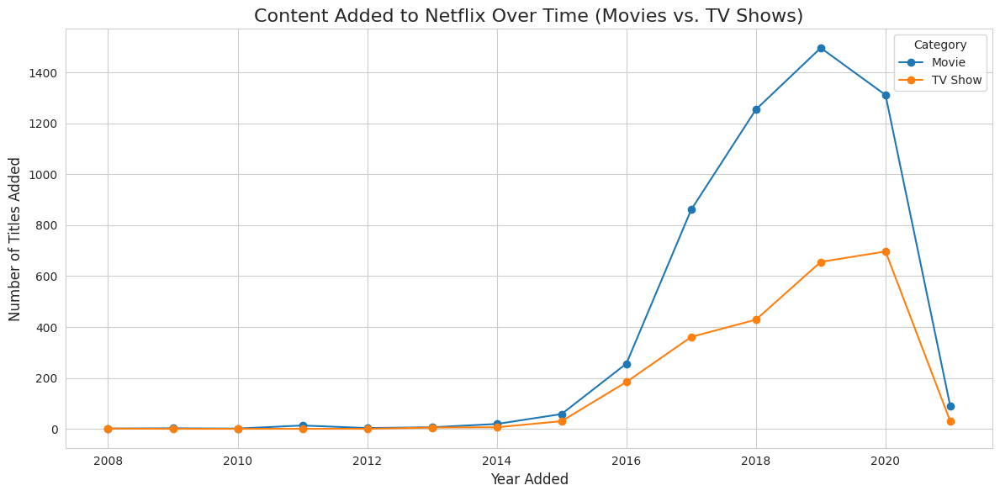 Content Added to Netflix Over Time (Movies vs. TV Shows)
Category
Movie
TV Show
Number of Titles Added
1400
1200
1000
800
600
400
200
0
2008
2010
2012
2014
2016
2018
2020
Year Added